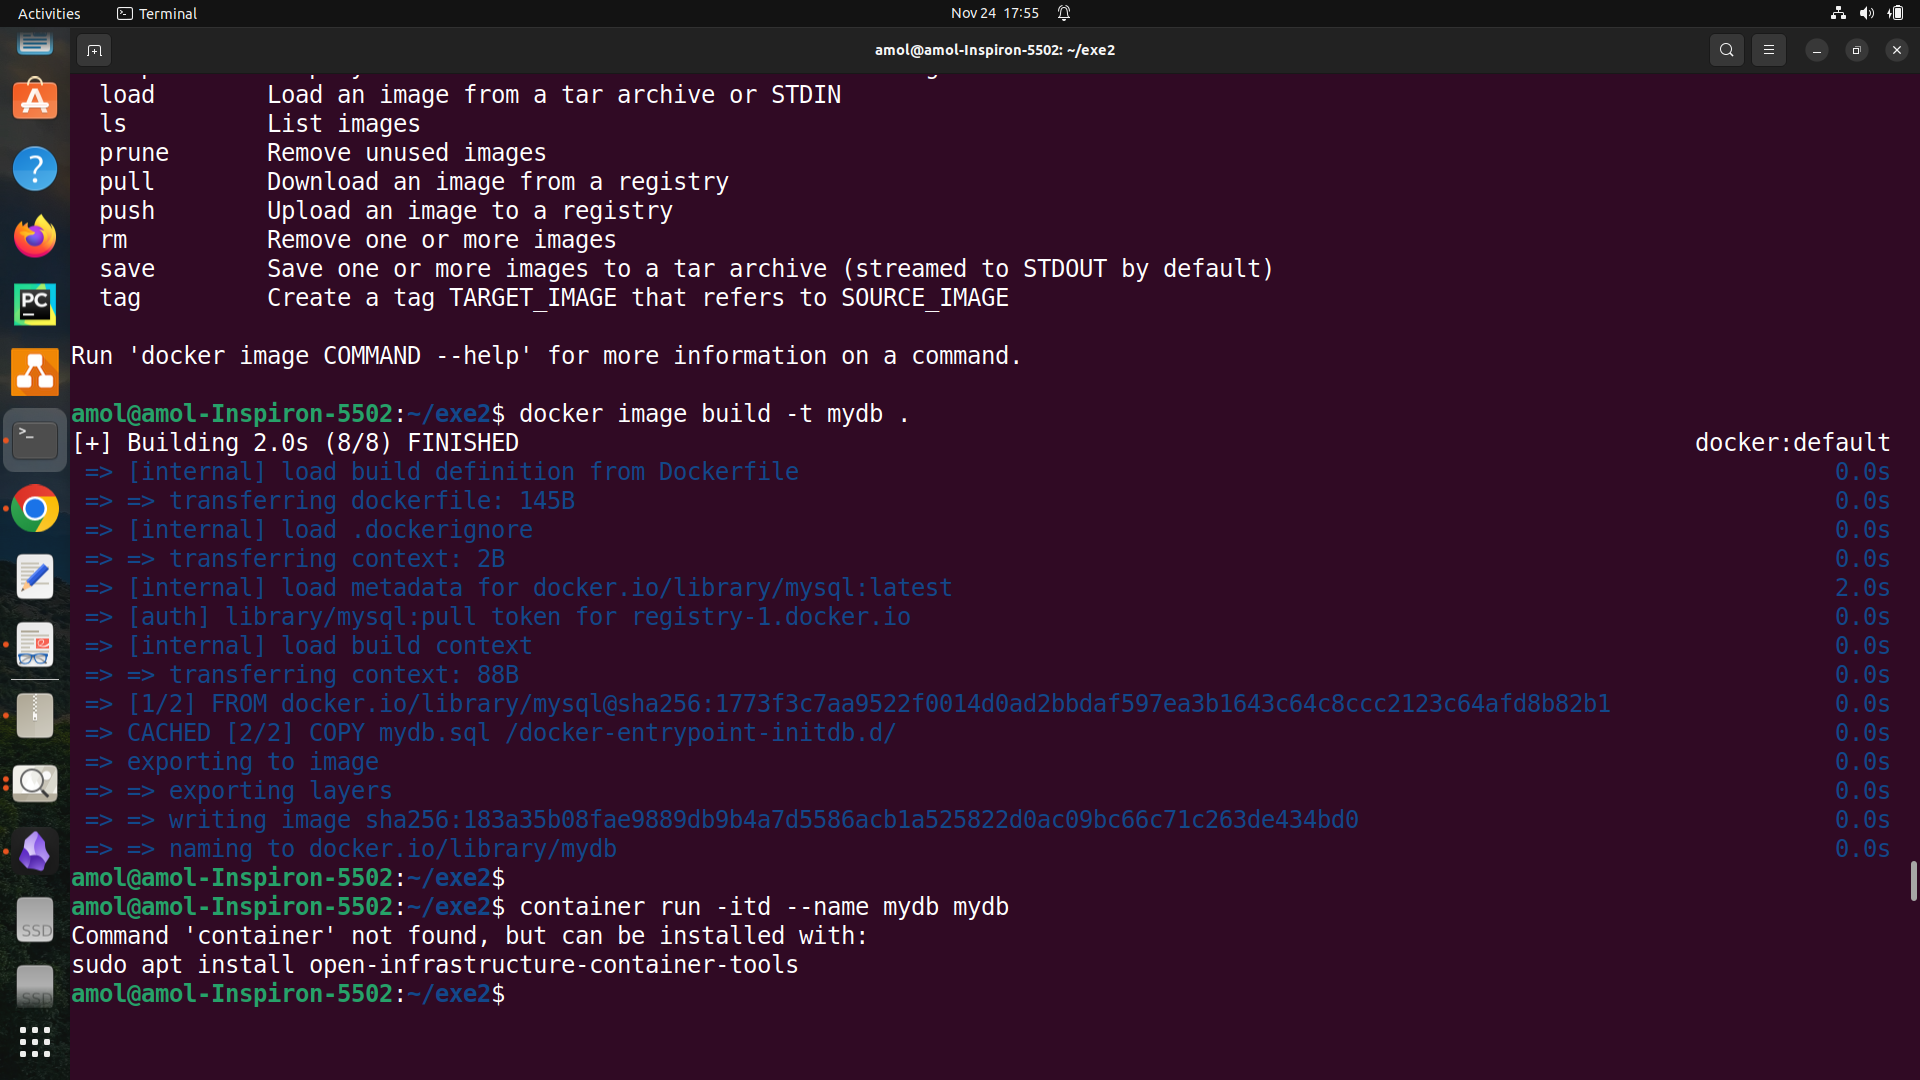 Activities Terminal Nov 24 17:55
amol@amol-Inspiron-5502: ~/exe2
load Load an image from a tar archive or STDIN
ls List images
prune Remove unused images
pull Download an image from a registry
push Upload an image to a registry
rm Remove one or more images
save Save one or more images to a tar archive (streamed to STDOUT by default)
tag Create a tag TARGET_IMAGE that refers to SOURCE_IMAGE
Run 'docker image COMMAND --help' for more information on a command.
amol@amol-Inspiron-5502:~/exe2$ docker image build -t mydb .
[+] Building 2.0s (8/8) FINISHED docker:default
=> [internal] load build definition from Dockerfile 0.0s
=> => transferring dockerfile: 145B 0.0s
=> [internal] load .dockerignore 0.0s
=> => transferring context: 2B 0.0s
=> [internal] load metadata for docker.io/library/mysql:latest 2.0s
=> [auth] library/mysql:pull token for registry-1.docker.io 0.0s
=> [internal] load build context 0.0s
=> => transferring context: 88B 0.0s
=> [1/2] FROM docker.io/library/mysql@sha256:1773f3c7aa9522f0014d0ad2bbdaf597ea3b1643c64c8ccc2123c64afd8b82b1 0.0s
=> CACHED [2/2] COPY mydb.sql /docker-entrypoint-initdb.d/ 0.0s
=> exporting to image 0.0s
=> => exporting layers 0.0s
=> => writing image sha256:183a35b08fae9889db9b4a7d5586acb1a525822d0ac09bc66c71c263de434bd0 0.0s
=> => naming to docker.io/library/mydb 0.0s
amol@amol-Inspiron-5502:~/exe2$
amol@amol-Inspiron-5502:~/exe2$ container run -itd --name mydb mydb
Command 'container' not found, but can be installed with:
sudo apt install open-infrastructure-container-tools
amol@amol-Inspiron-5502:~/exe2$
PC
SSD
SSD